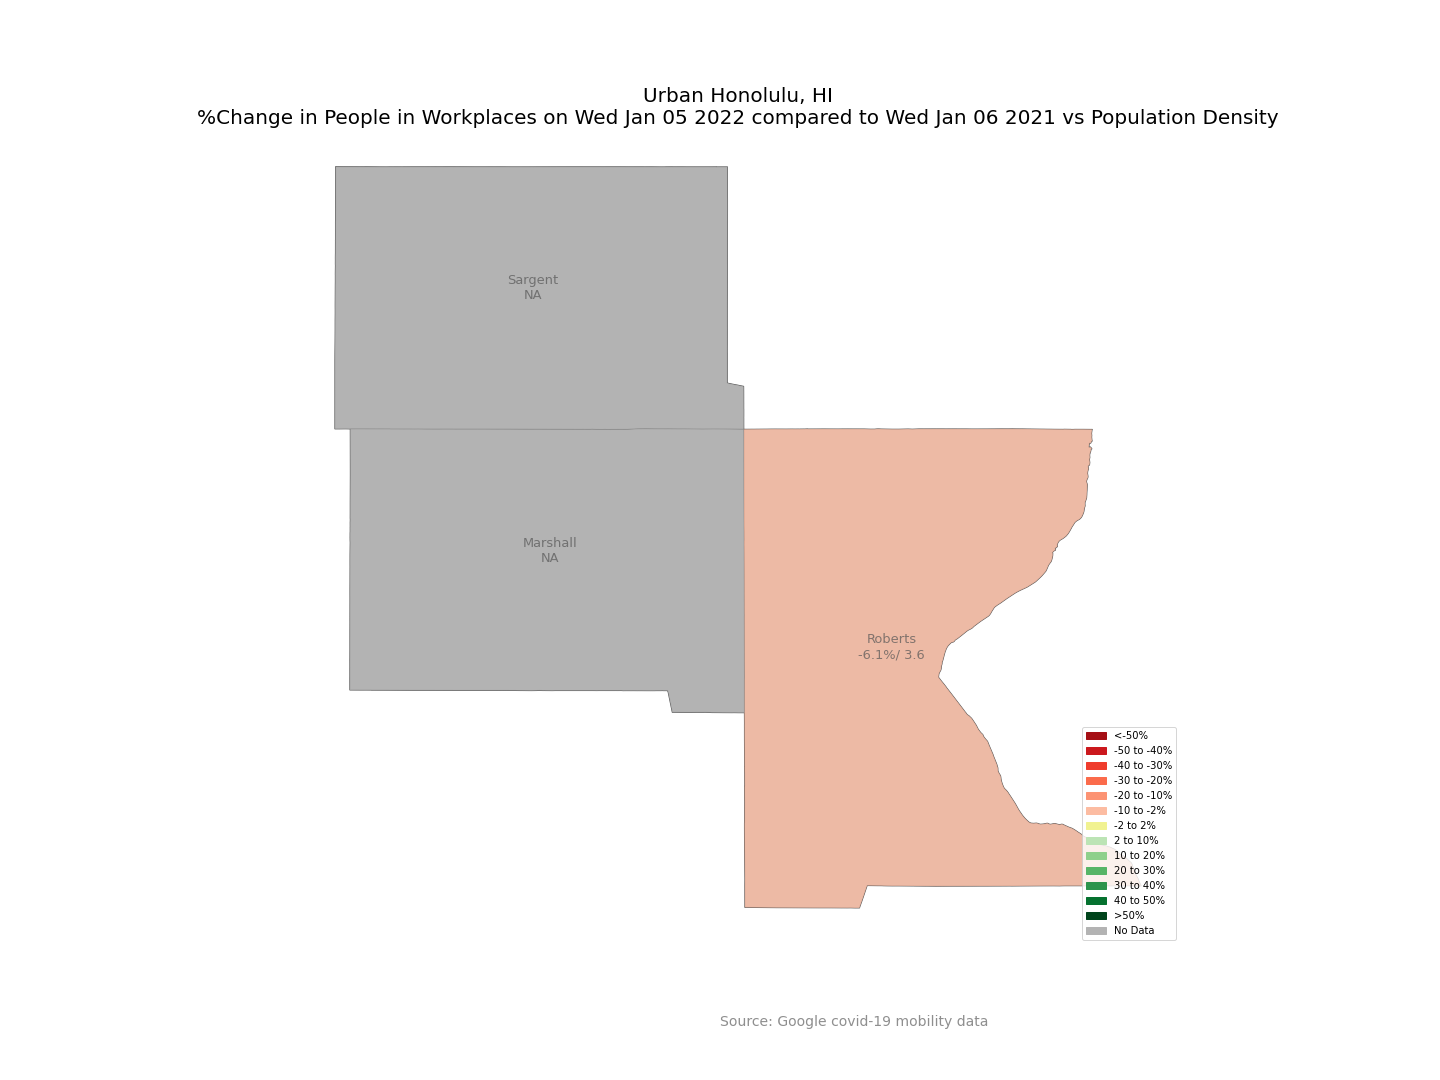 Urban Honolulu, HI
%Change in People in Workplaces on Wed Jan 05 2022 compared to Wed Jan 06 2021 vs Population Density
Sargent
NA
Marshall
NA
Roberts
-6.1%/ 3.6
<-50%
-50 to -40%
-40 to -30%
-30 to -20%
-20 to -10%
-10 to -2%
-2 to 2%
2 to 10%
10 to 20%
20 to 30%
30 to 40%
40 to 50%
>50%
No Data
Source: Google covid-19 mobility data